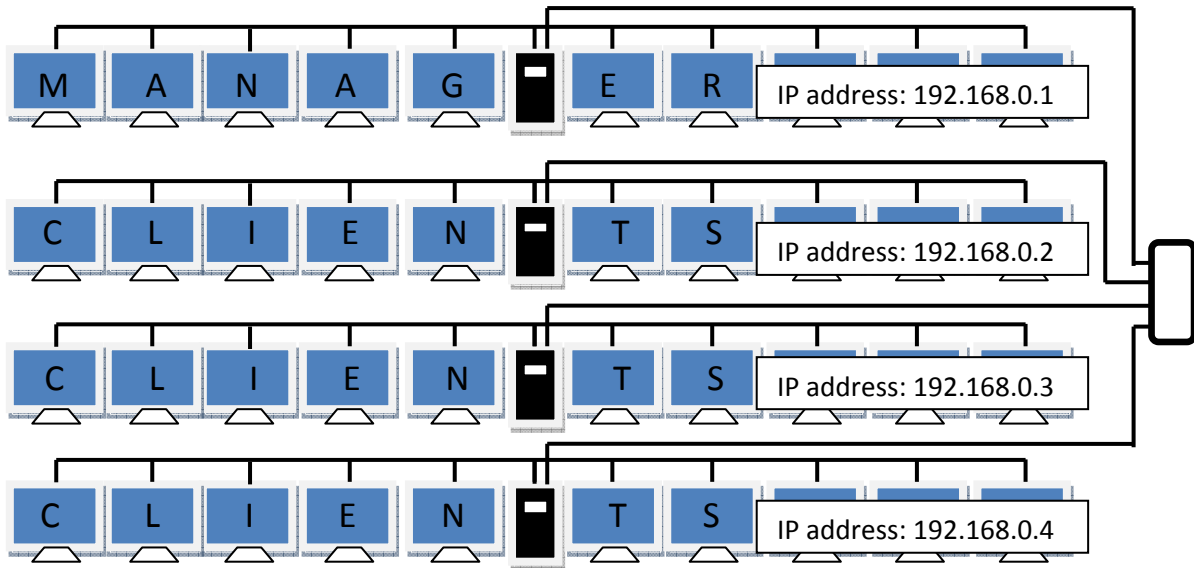 M A N A G E R
IP address: 192.168.0.1
C L I E N T S
IP address: 192.168.0.2
C L I E N T S
IP address: 192.168.0.3
C L I E N T S
IP address: 192.168.0.4